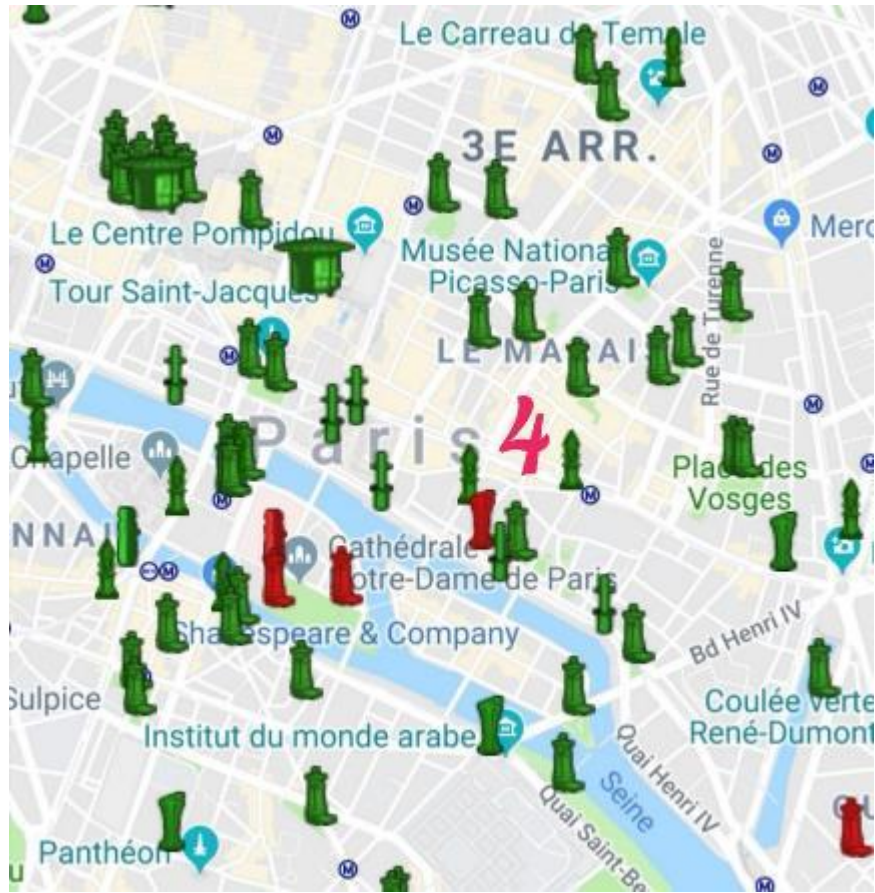 Le Carreau du Temple
3E ARR.
Le Centre Pompidou
Musée National
Picasso-Paris
Merc
Tour Saint-Jacques
Rue de Turenne
LE MARAIS
Paris
4
Chapelle
Place des
Vosges
ENNAI
Cathédrale
Notre-Dame de Paris
Shakespeare & Company
Bd Henri IV
Sulpice
Coulée verte
René-Dumont
Institut du monde arabe
Quai Henri IV
Seine
Quai Saint-Be
Panthéon